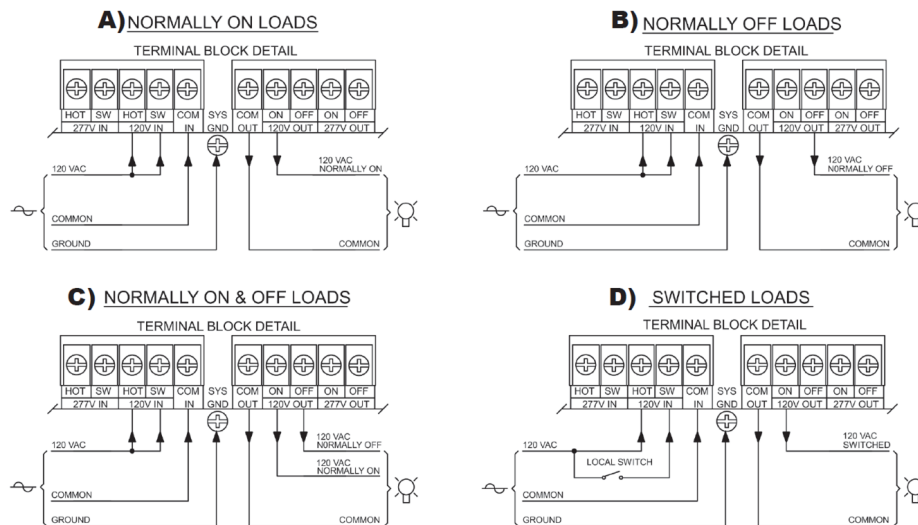 A) NORMALLY ON LOADS
TERMINAL BLOCK DETAIL
HOT SW HOT SW COM SYS COM ON OFF ON OFF
277V IN 120V IN IN GND OUT 120V OUT 277V OUT
120 VAC
120 VAC
NORMALLY ON
COMMON
GROUND
COMMON
B) NORMALLY OFF LOADS
TERMINAL BLOCK DETAIL
HOT SW HOT SW COM SYS COM ON OFF ON OFF
277V IN 120V IN IN GND OUT 120V OUT 277V OUT
120 VAC
120 VAC
N0RMALLY OFF
COMMON
GROUND
COMMON
C) NORMALLY ON & OFF LOADS
TERMINAL BLOCK DETAIL
HOT SW HOT SW COM SYS COM ON OFF ON OFF
277V IN 120V IN IN GND OUT 120V OUT 277V OUT
120 VAC
120 VAC
N0RMALLY OFF
120 VAC
NORMALLY ON
COMMON
GROUND
COMMON
D) SWITCHED LOADS
TERMINAL BLOCK DETAIL
HOT SW HOT SW COM SYS COM ON OFF ON OFF
277V IN 120V IN IN GND OUT 120V OUT 277V OUT
120 VAC
120 VAC
SWITCHED
LOCAL SWITCH
COMMON
GROUND
COMMON